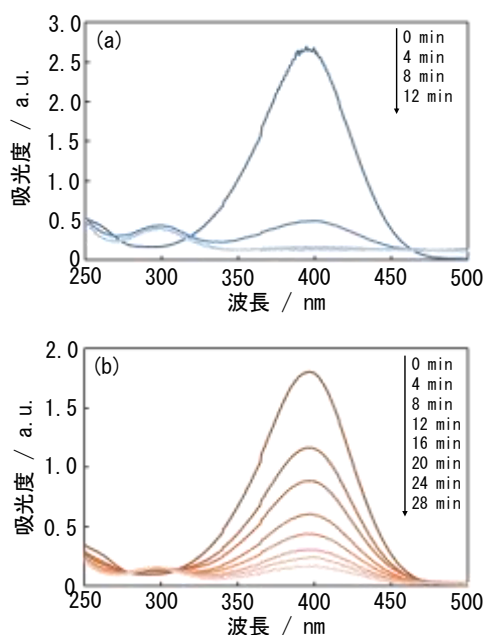 (a)
3.0
2.5
2.0
1.5
1.0
0.5
0
吸光度 / a.u.
0 min
4 min
8 min
12 min
250 300 350 400 450 500
波長 / nm
(b)
2.0
1.5
1.0
0.5
0
吸光度 / a.u.
0 min
4 min
8 min
12 min
16 min
20 min
24 min
28 min
250 300 350 400 450 500
波長 / nm